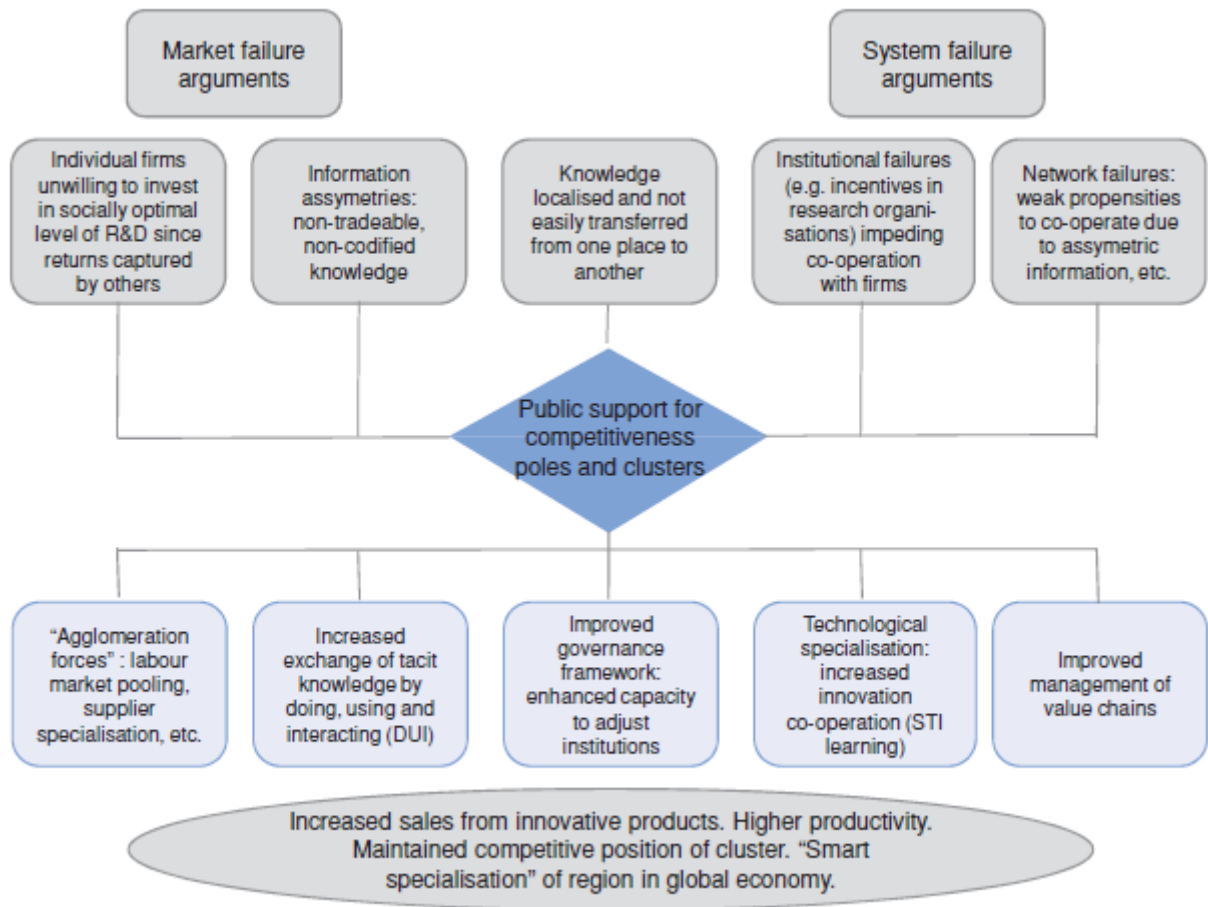 Market failure
arguments
System failure
arguments
Individual firms
unwilling to invest
in socially optimal
level of R&D since
returns captured
by others
Information
assymetries:
non-tradeable,
non-codified
knowledge
Knowledge
localised and not
easily transferred
from one place to
another
Institutional failures
(e.g. incentives in
research organi-
sations) impeding
co-operation
with firms
Network failures:
weak propensities
to co-operate due
to assymetric
information, etc.
Public support for
competitiveness
poles and clusters
“Agglomeration
forces” : labour
market pooling,
supplier
specialisation, etc.
Increased
exchange of tacit
knowledge by
doing, using and
interacting (DUI)
Improved
governance
framework:
enhanced capacity
to adjust
institutions
Technological
specialisation:
increased
innovation
co-operation (STI
learning)
Improved
management of
value chains
Increased sales from innovative products. Higher productivity.
Maintained competitive position of cluster. “Smart
specialisation” of region in global economy.